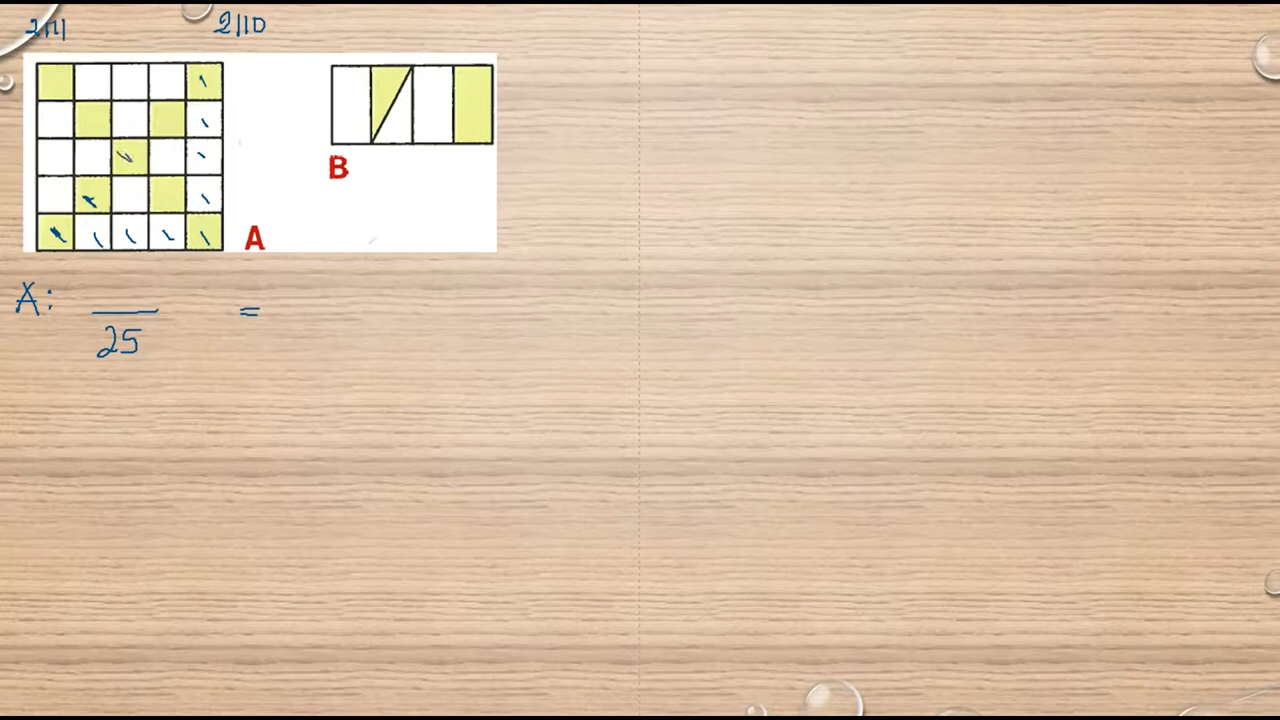 2/11 2/10
B
A
A: — =
25